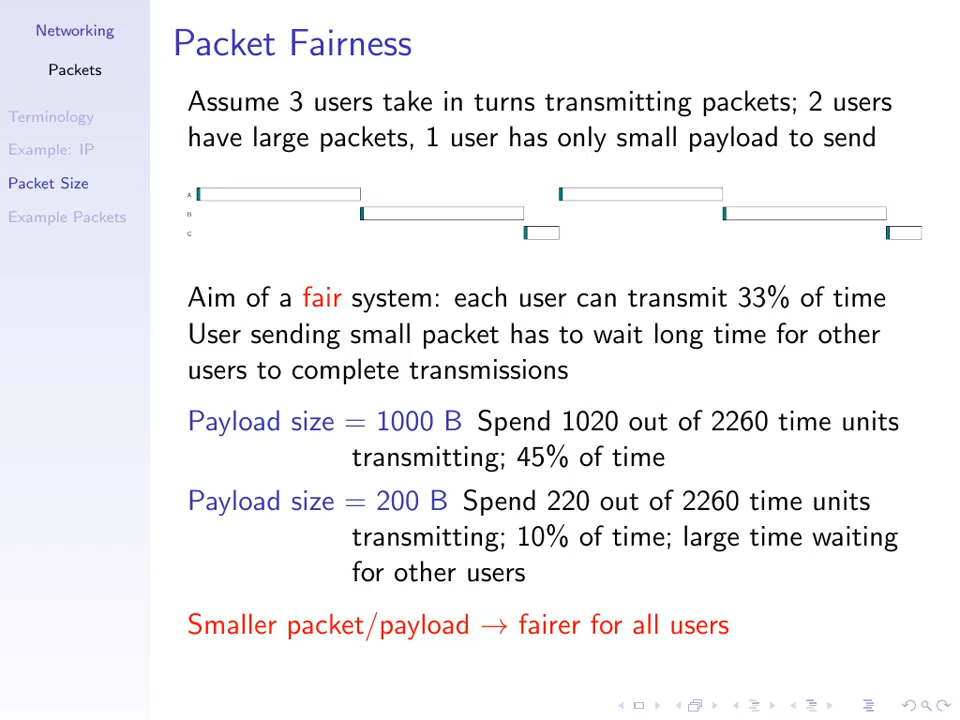 Networking
Packets
Terminology
Example: IP
Packet Size
Example Packets
Packet Fairness
Assume 3 users take in turns transmitting packets; 2 users
have large packets, 1 user has only small payload to send
A
B
C
Aim of a fair system: each user can transmit 33% of time
User sending small packet has to wait long time for other
users to complete transmissions
Payload size = 1000 B Spend 1020 out of 2260 time units
transmitting; 45% of time
Payload size = 200 B Spend 220 out of 2260 time units
transmitting; 10% of time; large time waiting
for other users
Smaller packet/payload → fairer for all users